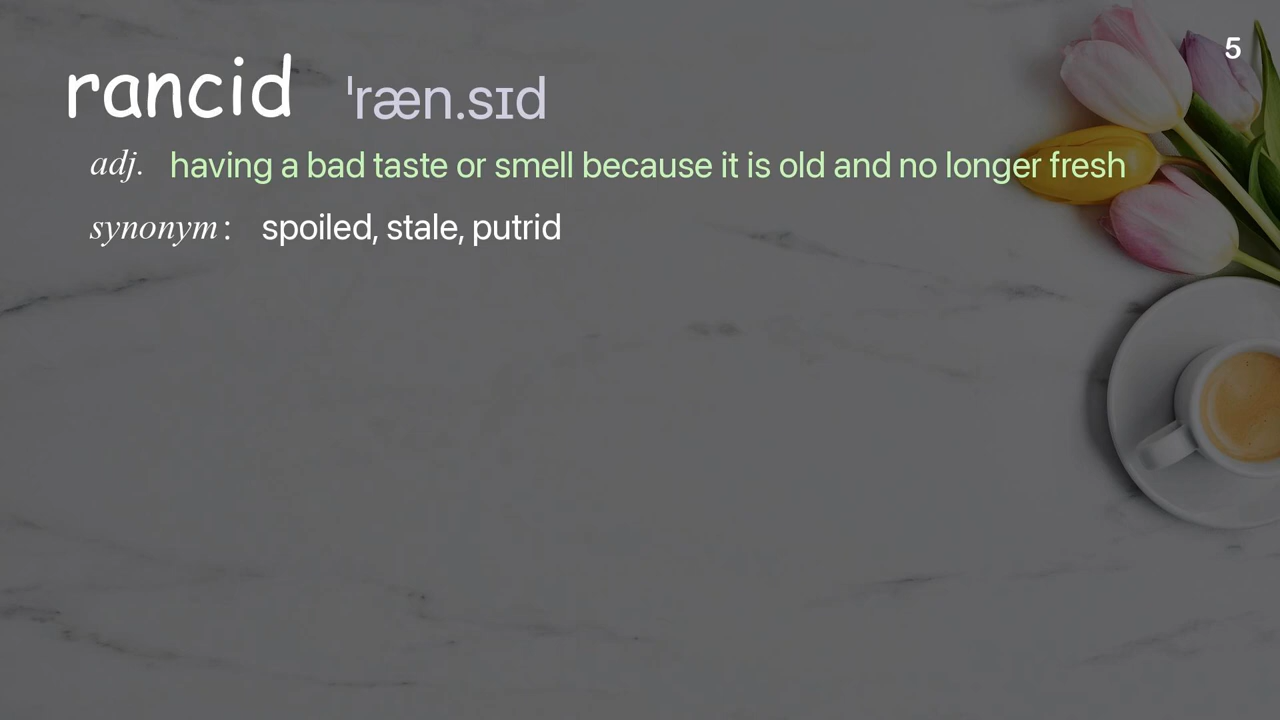 5
rancid ˈræn.sɪd
adj. having a bad taste or smell because it is old and no longer fresh
synonym: spoiled, stale, putrid